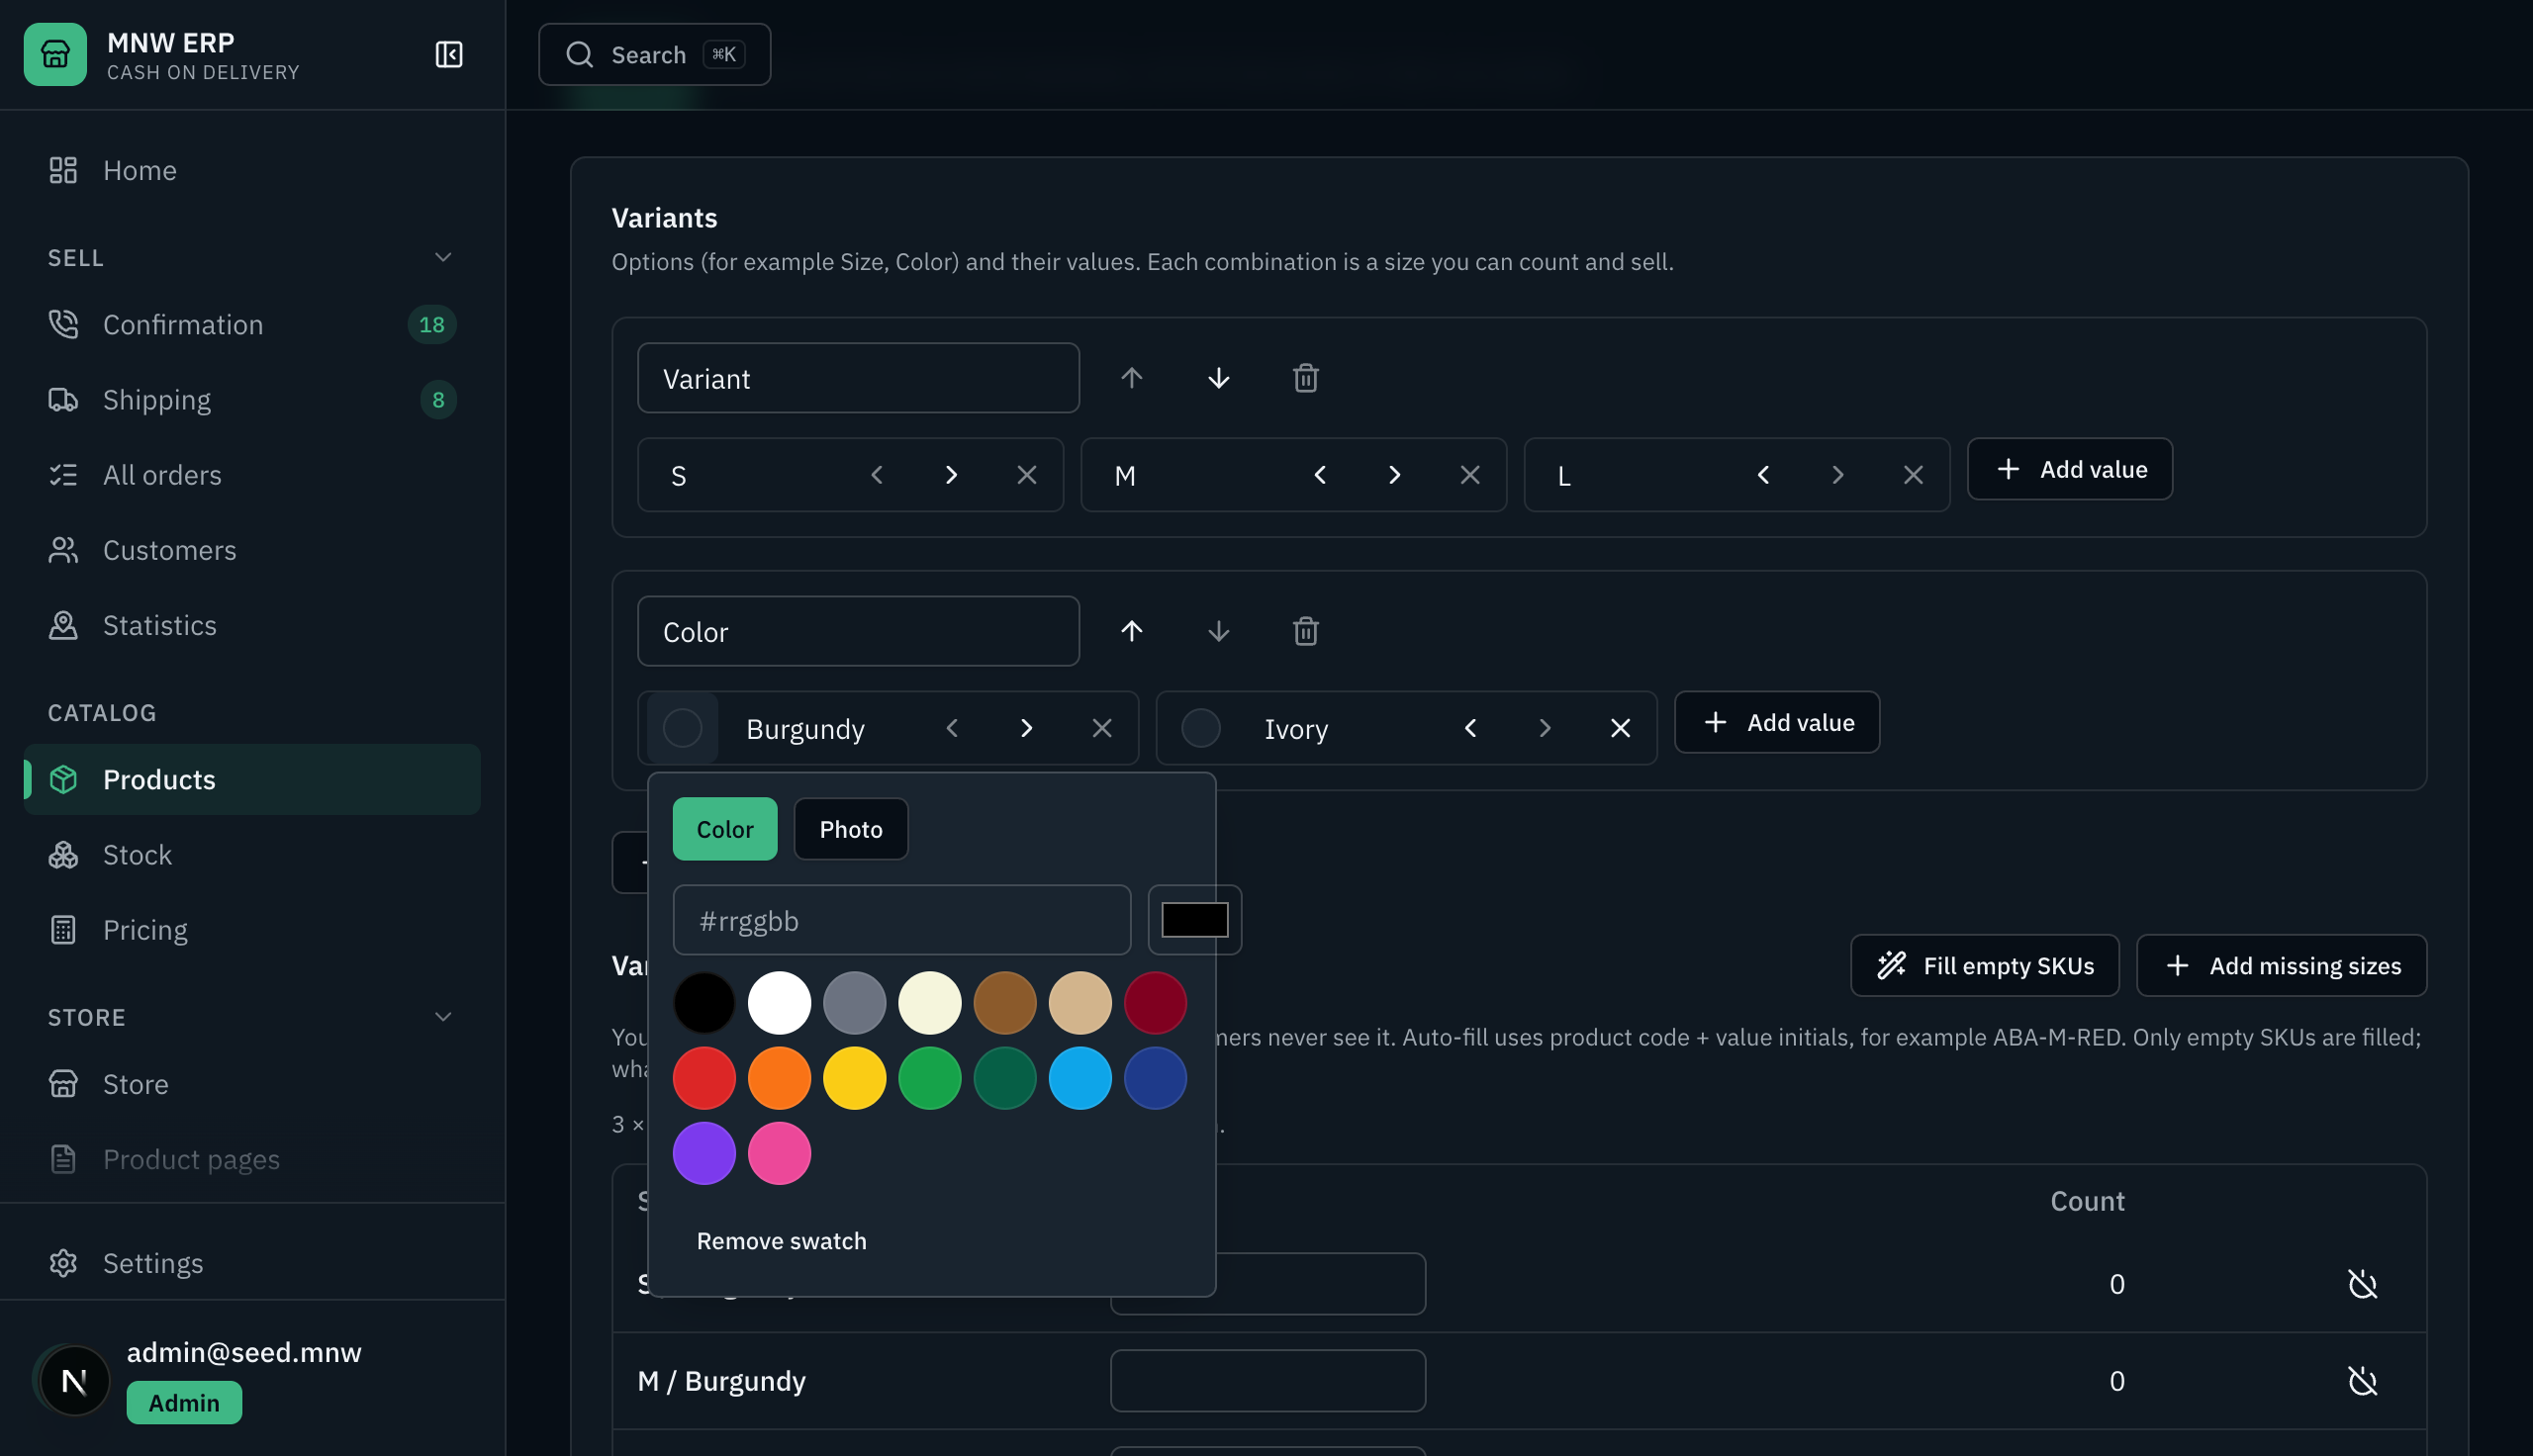 MNW ERP
CASH ON DELIVERY
Search ⌘K
Home
SELL
Confirmation 18
Shipping 8
All orders
Customers
Statistics
CATALOG
Products
Stock
Pricing
STORE
Store
Product pages
Settings
N
admin@seed.mnw
Admin
Variants
Options (for example Size, Color) and their values. Each combination is a size you can count and sell.
Variant
S
M
L
Add value
Color
Burgundy
Ivory
Add value
Color
Photo
#rrggbb
Remove swatch
Fill empty SKUs
Add missing sizes
mers never see it. Auto-fill uses product code + value initials, for example ABA-M-RED. Only empty SKUs are filled;
3 ×
Count
0
M / Burgundy
0